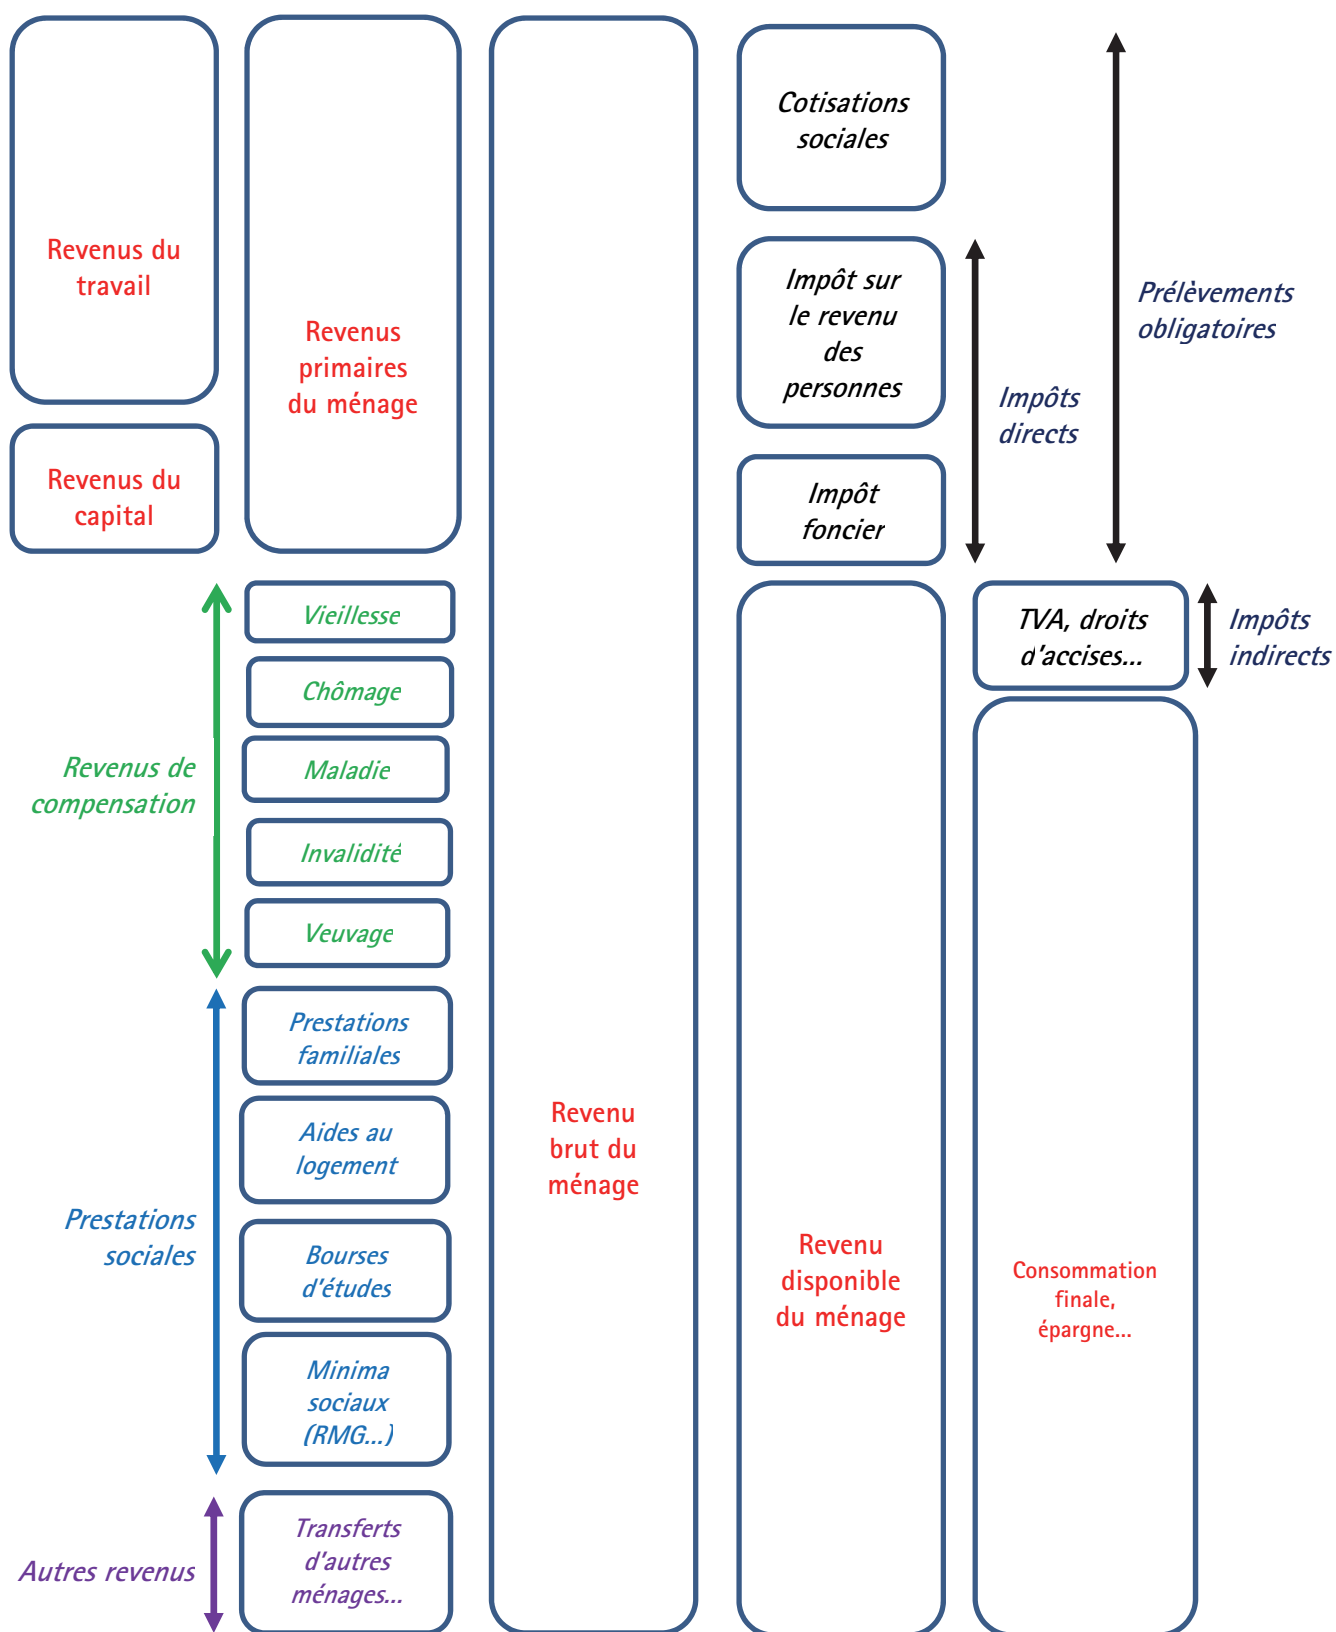 Revenus du
travail
Revenus du
capital
Revenus
primaires
du ménage
Revenus de
compensation
Vieillesse
Chômage
Maladie
Invalidité
Veuvage
Prestations
sociales
Prestations
familiales
Aides au
logement
Bourses
d'études
Minima
sociaux
(RMG...)
Autres revenus
Transferts
d'autres
ménages...
Revenu
brut du
ménage
Cotisations
sociales
Impôt sur
le revenu
des
personnes
Impôt
foncier
Impôts
directs
Prélèvements
obligatoires
Revenu
disponible
du ménage
TVA, droits
d'accises...
Impôts
indirects
Consommation
finale,
épargne...